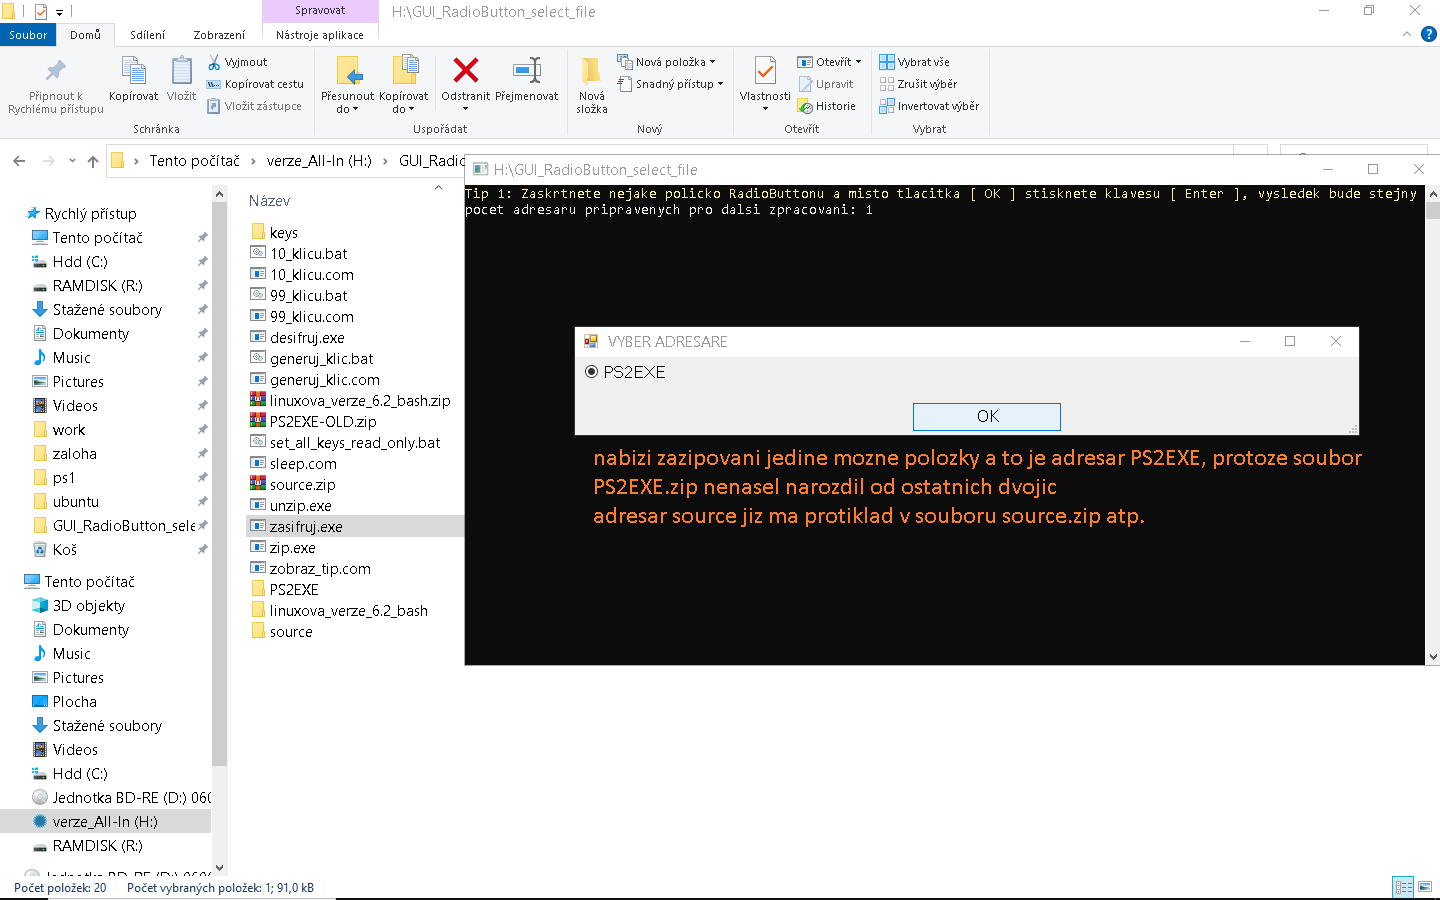 Spravovat
H:\GUI_RadioButton_select_file
Soubor
Domů
Sdílení
Zobrazení
Nástroje aplikace
Připnout k
Rychlému přístupu
Kopírovat
Vložit
Vyjmout
Kopírovat cestu
Vložit zástupce
Schránka
Přesunout
do
Kopírovat
do
Odstranit
Přejmenovat
Uspořádat
Nová
složka
Nová položka
Snadný přístup
Nový
Vlastnosti
Otevřít
Upravit
Historie
Otevřít
Vybrat vše
Zrušit výběr
Invertovat výběr
Vybrat
Tento počítač
verze_All-In (H:)
GUI_Radio
Rychlý přístup
Tento počítač
Hdd (C:)
RAMDISK (R:)
Stažené soubory
Dokumenty
Music
Pictures
Videos
work
zaloha
ps1
ubuntu
GUI_RadioButton_sele
Koš
Tento počítač
3D objekty
Dokumenty
Music
Pictures
Plocha
Stažené soubory
Videos
Hdd (C:)
Jednotka BD-RE (D:) 060
verze_All-In (H:)
RAMDISK (R:)
Název
keys
10_klicu.bat
10_klicu.com
99_klicu.bat
99_klicu.com
desifruj.exe
generuj_klic.bat
generuj_klic.com
linuxova_verze_6.2_bash.zip
PS2EXE-OLD.zip
set_all_keys_read_only.bat
sleep.com
source.zip
unzip.exe
zasifruj.exe
zip.exe
zobraz_tip.com
PS2EXE
linuxova_verze_6.2_bash
source
H:\GUI_RadioButton_select_file
Tip 1: Zaskrtnete nejake policko RadioButtonu a misto tlacitka [ OK ] stisknete klavesu [ Enter ], vysledek bude stejny
pocet adresaru pripravenych pro dalsi zpracovani: 1
VYBER ADRESARE
PS2EXE
OK
nabizi zazipovani jedine mozne polozky a to je adresar PS2EXE, protoze soubor
PS2EXE.zip nenasel narozdil od ostatnich dvojic
adresar source jiz ma protiklad v souboru source.zip atp.
Počet položek: 20
Počet vybraných položek: 1; 91,0 kB